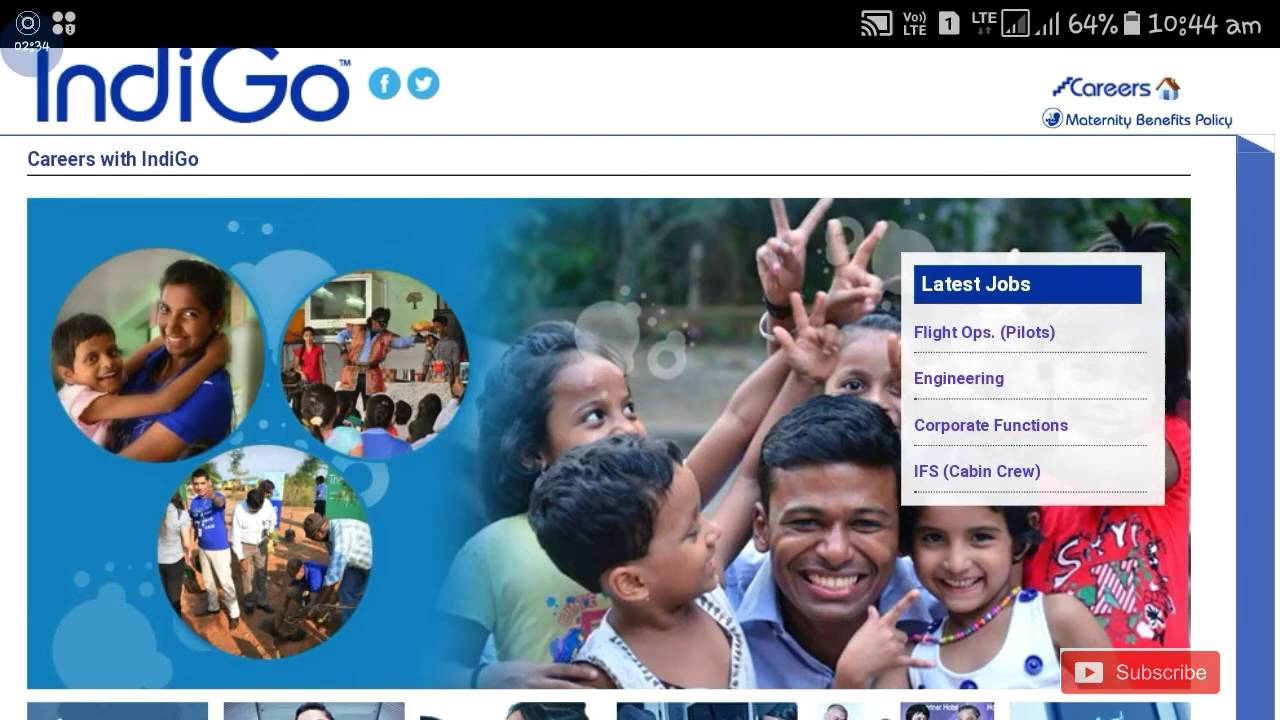 Vo))
LTE
1
LTE
64%
10:44 am
02:34
IndiGo™
Careers
Maternity Benefits Policy
Careers with IndiGo
Latest Jobs
Flight Ops. (Pilots)
Engineering
Corporate Functions
IFS (Cabin Crew)
Subscribe